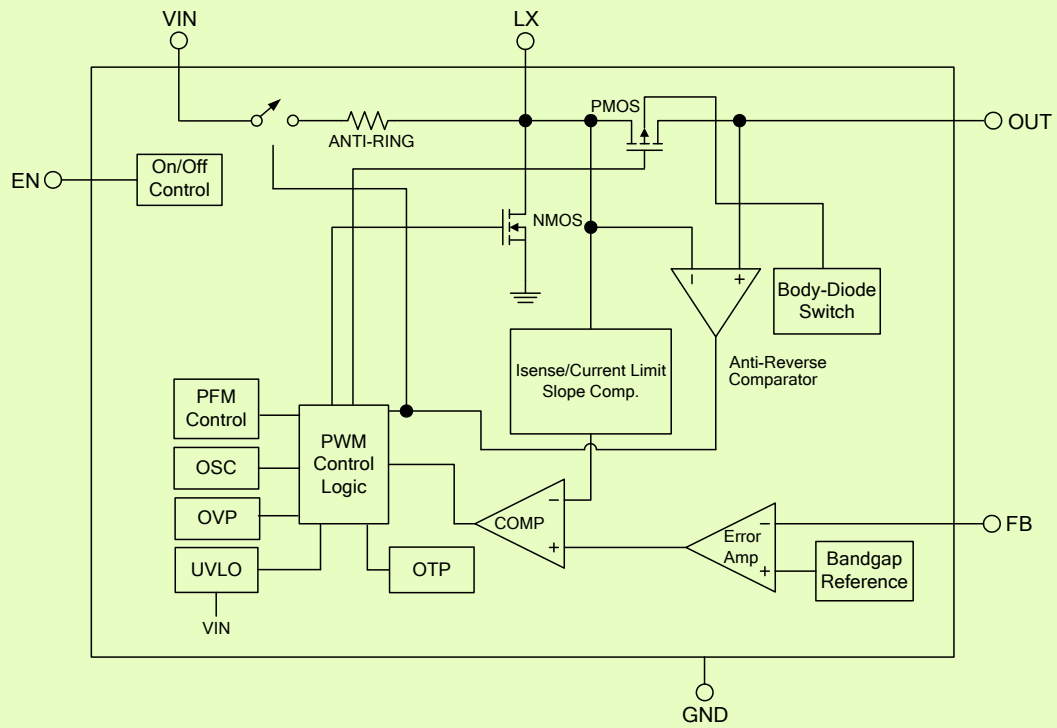 VIN
LX
PMOS
OUT
ANTI-RING
EN
On/Off
Control
NMOS
− +
Body-Diode
Switch
Isense/Current Limit
Slope Comp.
Anti-Reverse
Comparator
PFM
Control
PWM
Control
Logic
OSC
OVP
UVLO
OTP
VIN
−
COMP
+
−
Error
Amp
+
FB
Bandgap
Reference
GND